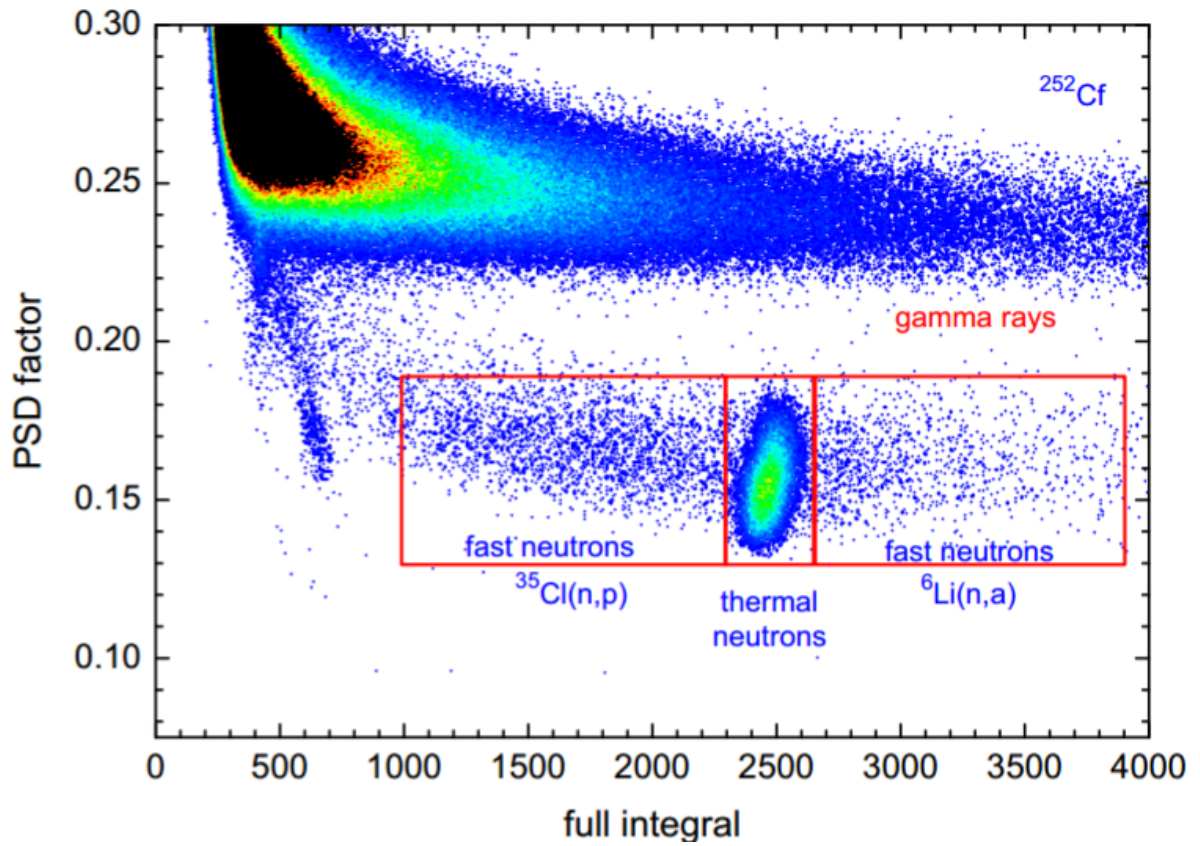 0.30
0.25
0.20
0.15
0.10
PSD factor
²⁵²Cf
gamma rays
fast neutrons
³⁵Cl(n,p)
thermal
neutrons
fast neutrons
⁶Li(n,a)
0 500 1000 1500 2000 2500 3000 3500 4000
full integral